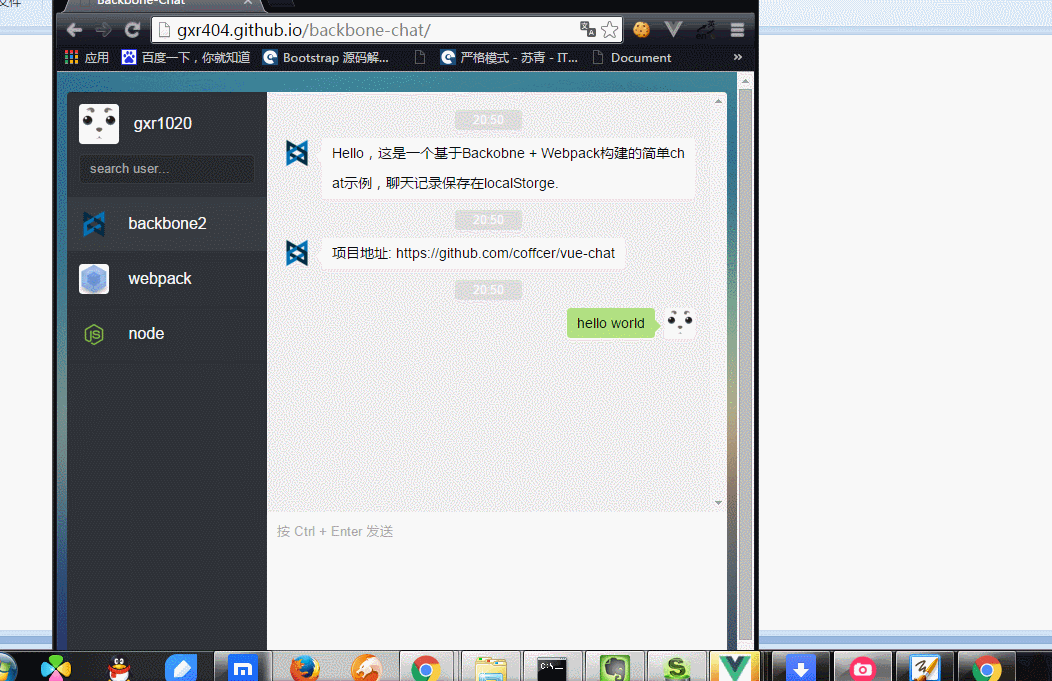 文件
Backbone-Chat
gxr404.github.io/backbone-chat/
应用 百度一下，你就知道 Bootstrap 源码解... 严格模式 - 苏青 - IT... Document »
gxr1020
search user...
backbone2
webpack
node
20:50
Hello，这是一个基于Backobne + Webpack构建的简单ch
at示例，聊天记录保存在localStorge.
20:50
项目地址: https://github.com/coffcer/vue-chat
20:50
hello world
按 Ctrl + Enter 发送